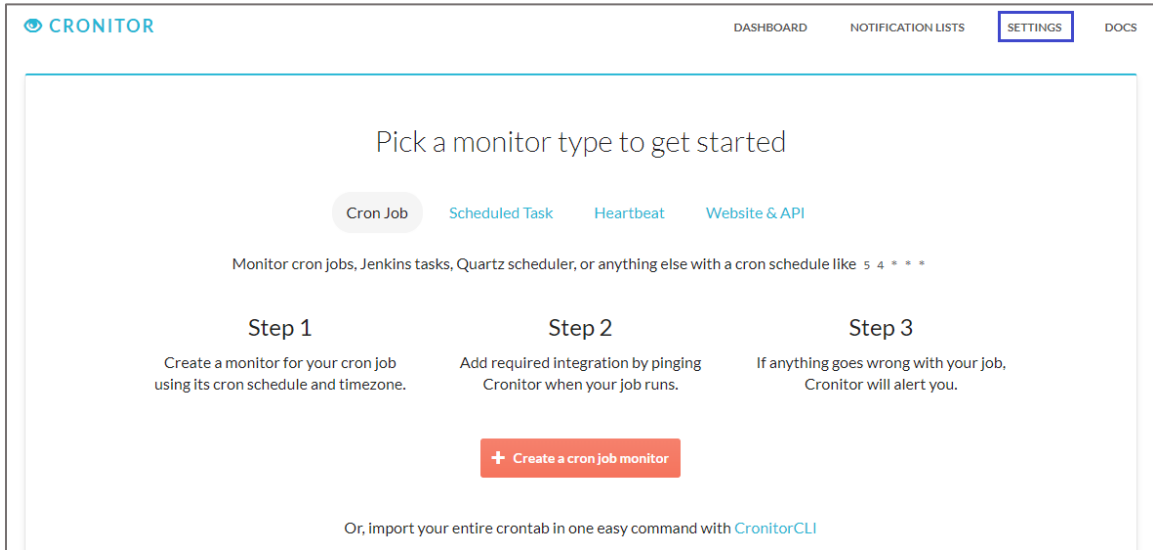 CRONITOR
DASHBOARD NOTIFICATION LISTS SETTINGS DOCS
Pick a monitor type to get started
Cron Job Scheduled Task Heartbeat Website & API
Monitor cron jobs, Jenkins tasks, Quartz scheduler, or anything else with a cron schedule like 5 4 * * *
Step 1
Create a monitor for your cron job
using its cron schedule and timezone.
Step 2
Add required integration by pinging
Cronitor when your job runs.
Step 3
If anything goes wrong with your job,
Cronitor will alert you.
+ Create a cron job monitor
Or, import your entire crontab in one easy command with CronitorCLI